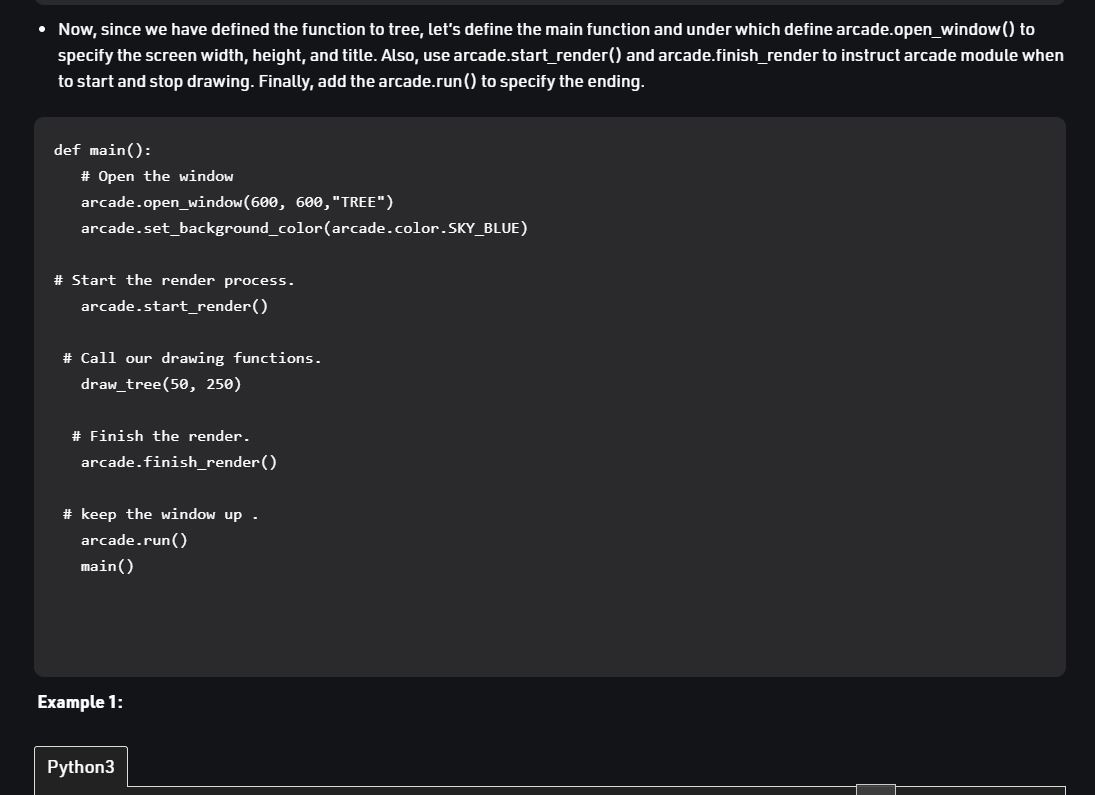 • Now, since we have defined the function to tree, let's define the main function and under which define arcade.open_window() to
specify the screen width, height, and title. Also, use arcade.start_render() and arcade.finish_render to instruct arcade module when
to start and stop drawing. Finally, add the arcade.run() to specify the ending.
def main():
   # Open the window
   arcade.open_window(600, 600,"TREE")
   arcade.set_background_color(arcade.color.SKY_BLUE)
# Start the render process.
   arcade.start_render()
 # Call our drawing functions.
   draw_tree(50, 250)
  # Finish the render.
   arcade.finish_render()
 # keep the window up .
   arcade.run()
   main()
Example 1:
Python3